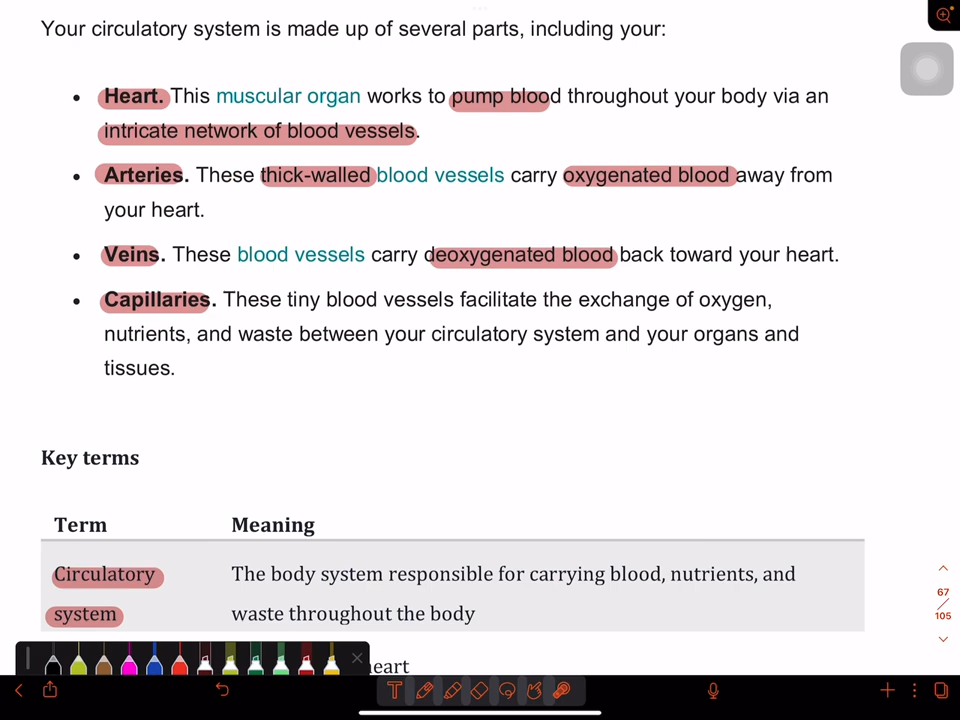 Your circulatory system is made up of several parts, including your:
• Heart. This muscular organ works to pump blood throughout your body via an
intricate network of blood vessels.
• Arteries. These thick-walled blood vessels carry oxygenated blood away from
your heart.
• Veins. These blood vessels carry deoxygenated blood back toward your heart.
• Capillaries. These tiny blood vessels facilitate the exchange of oxygen,
nutrients, and waste between your circulatory system and your organs and
tissues.
Key terms
Term Meaning
Circulatory The body system responsible for carrying blood, nutrients, and
system waste throughout the body
heart
67
105